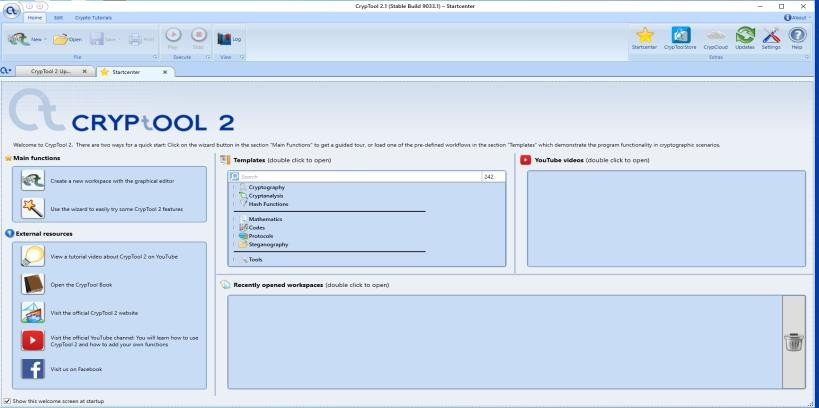 CrypTool 2.1 (Stable Build 9033.1) – Startcenter
Home Edit Crypto Tutorials
About
New Open Save Print Play Stop Log Startcenter CrypToolStore CrypCloud Updates Settings Help
File Execute View Extras
CrypTool 2 Up... Startcenter
CRYPTOOL 2
Welcome to CrypTool 2. There are two ways for a quick start: Click on the wizard button in the section "Main Functions" to get a guided tour, or load one of the pre-defined workflows in the section "Templates" which demonstrate the program functionality in cryptographic scenarios.
Main functions
Create a new workspace with the graphical editor
Use the wizard to easily try some CrypTool 2 features
External resources
View a tutorial video about CrypTool 2 on YouTube
Open the CrypTool Book
Visit the official CrypTool 2 website
Visit the official YouTube channel: You will learn how to use
CrypTool 2 and how to add your own functions
Visit us on Facebook
Templates (double click to open)
Search 242
Cryptography
Cryptanalysis
Hash Functions
Mathematics
Codes
Protocols
Steganography
Tools
YouTube videos (double click to open)
Recently opened workspaces (double click to open)
Show this welcome screen at startup